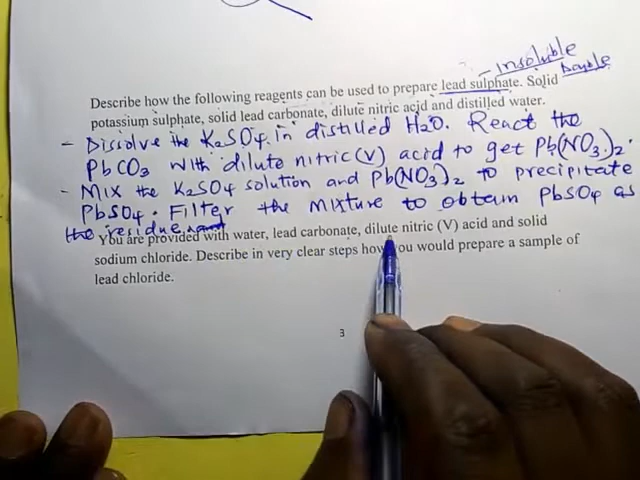 - insoluble
Describe how the following reagents can be used to prepare lead sulphate. Solid
potassium sulphate, solid lead carbonate, dilute nitric acid and distilled water.
- Dissolve the K2SO4 in distilled H2O. React the
PbCO3 with dilute nitric(V) acid to get Pb(NO3)2.
- Mix the K2SO4 solution and Pb(NO3)2 to precipitate
PbSO4. Filter the mixture to obtain PbSO4 as
the residue.
You are provided with water, lead carbonate, dilute nitric (V) acid and solid
sodium chloride. Describe in very clear steps how you would prepare a sample of
lead chloride.
3